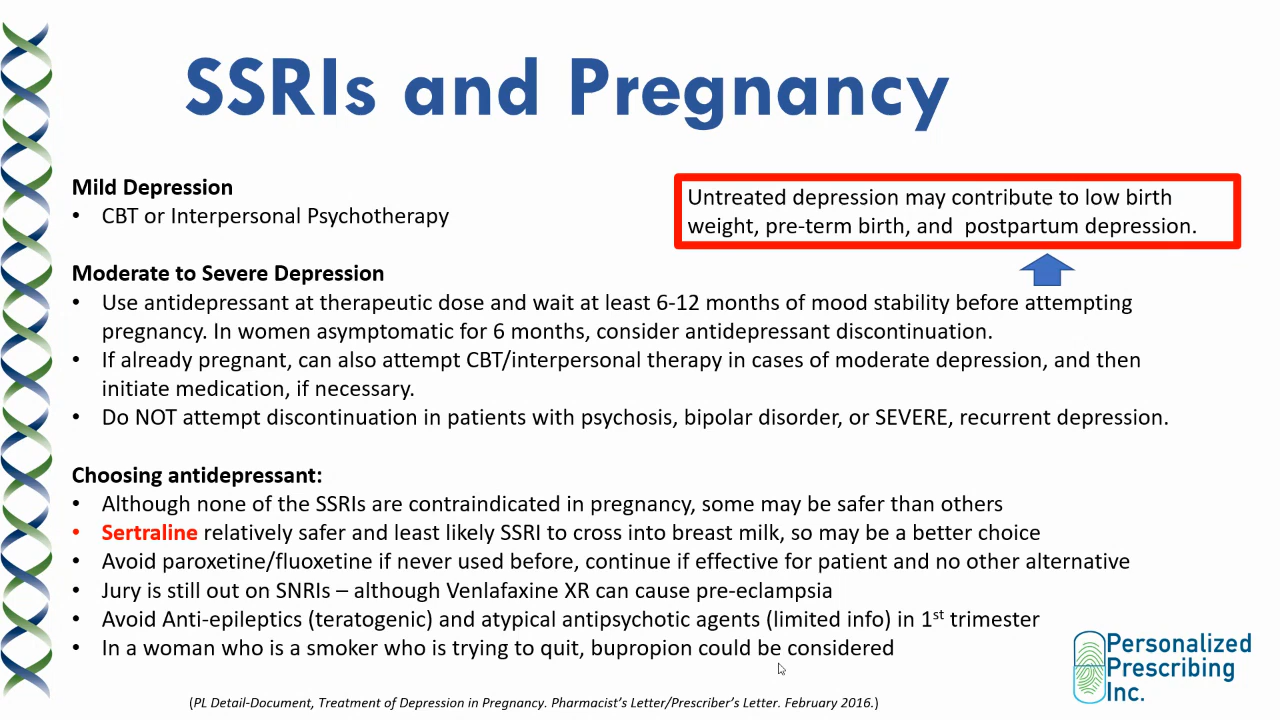 SSRIs and Pregnancy
Mild Depression
• CBT or Interpersonal Psychotherapy
Untreated depression may contribute to low birth
weight, pre-term birth, and  postpartum depression.
Moderate to Severe Depression
• Use antidepressant at therapeutic dose and wait at least 6-12 months of mood stability before attempting
pregnancy. In women asymptomatic for 6 months, consider antidepressant discontinuation.
• If already pregnant, can also attempt CBT/interpersonal therapy in cases of moderate depression, and then
initiate medication, if necessary.
• Do NOT attempt discontinuation in patients with psychosis, bipolar disorder, or SEVERE, recurrent depression.
Choosing antidepressant:
• Although none of the SSRIs are contraindicated in pregnancy, some may be safer than others
• Sertraline relatively safer and least likely SSRI to cross into breast milk, so may be a better choice
• Avoid paroxetine/fluoxetine if never used before, continue if effective for patient and no other alternative
• Jury is still out on SNRIs – although Venlafaxine XR can cause pre-eclampsia
• Avoid Anti-epileptics (teratogenic) and atypical antipsychotic agents (limited info) in 1st trimester
• In a woman who is a smoker who is trying to quit, bupropion could be considered
Personalized
Prescribing
Inc.
(PL Detail-Document, Treatment of Depression in Pregnancy. Pharmacist's Letter/Prescriber's Letter. February 2016.)